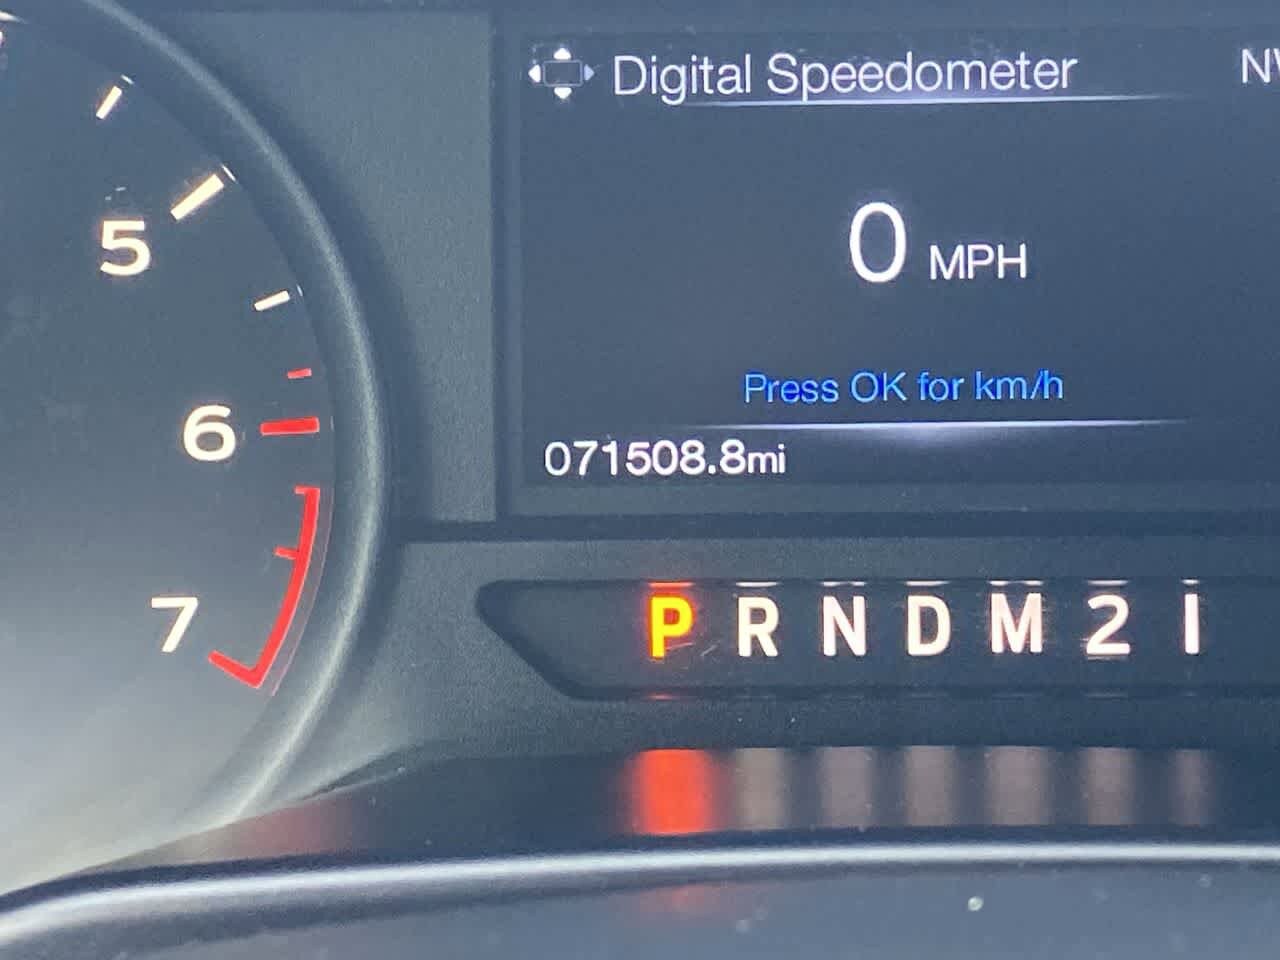 Digital Speedometer
0 MPH
Press OK for km/h
071508.8mi
5
6
7
P R N D M 2 1